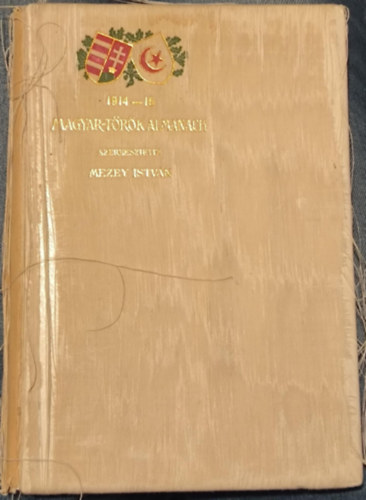 1914—16
MAGYAR-TÖRÖK ALMANACH
SZERKESZTETTE
MEZEY ISTVÁN